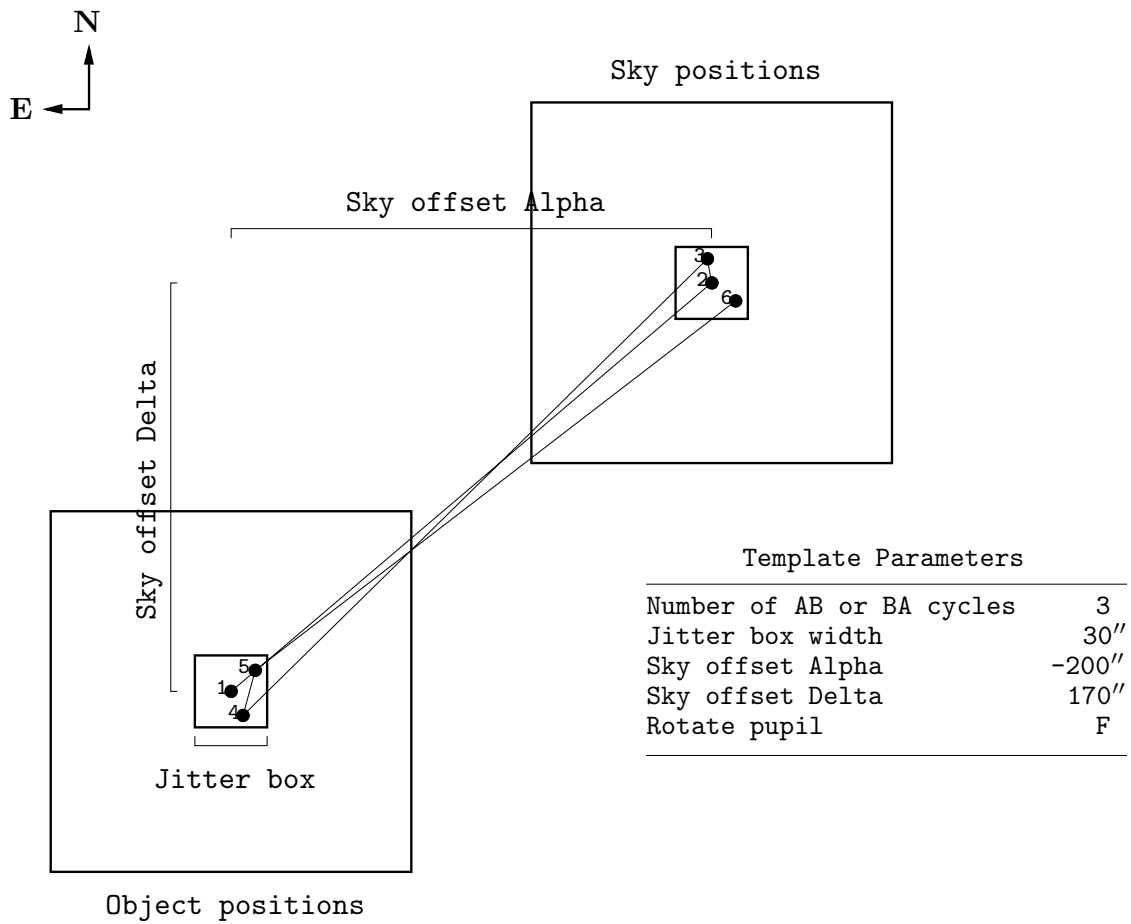 N
E
Sky positions
Sky offset Alpha
3
2
6
Sky offset Delta
5
1
4
Jitter box
Object positions
Template Parameters
Number of AB or BA cycles 3
Jitter box width 30″
Sky offset Alpha -200″
Sky offset Delta 170″
Rotate pupil F